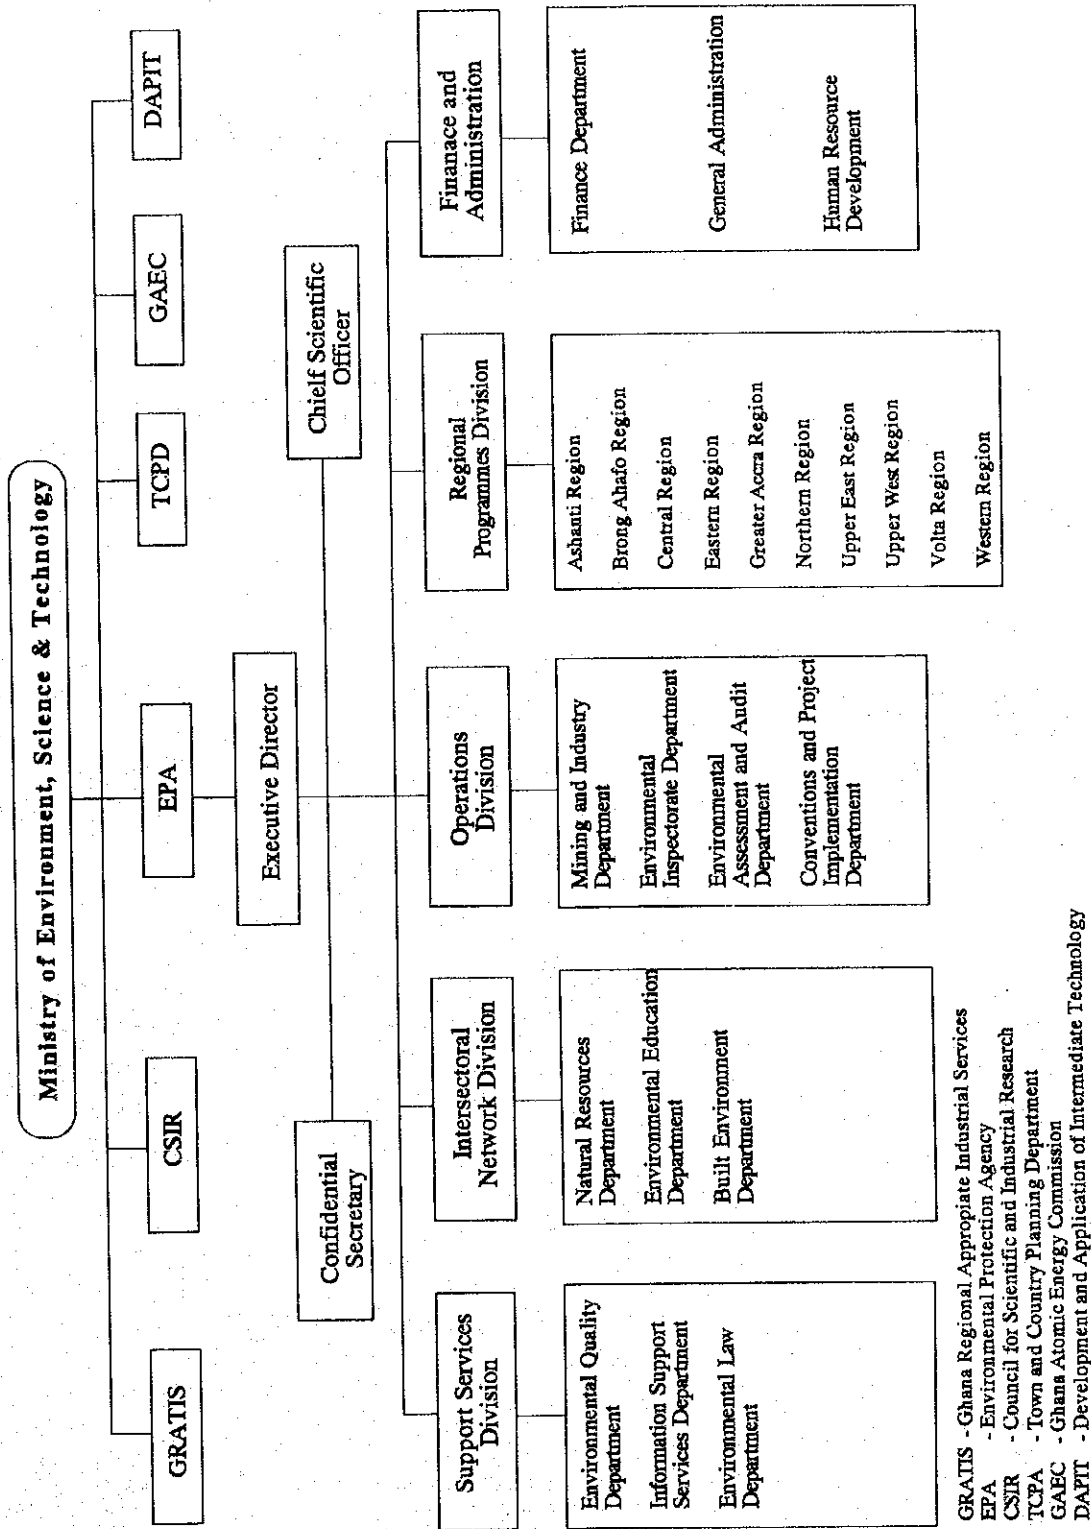 Ministry of Environment, Science & Technology
GRATIS
CSIR
EPA
TCPD
GAEC
DAPIT
Executive Director
Confidential
Secretary
Chielf Scientific
Officer
Support Services
Division
Intersectoral
Network Division
Operations
Division
Regional
Programmes Division
Finanace and
Administration
Environmental Quality
Department
Information Support
Services Department
Environmental Law
Department
Natural Resources
Department
Environmental Education
Department
Built Environment
Department
Mining and Industry
Department
Environmental
Inspectorate Department
Environmental
Assessment and Audit
Department
Conventions and Project
Implementation
Department
Ashanti Region
Brong Ahafo Region
Central Region
Eastern Region
Greater Accra Region
Northern Region
Upper East Region
Upper West Region
Volta Region
Western Region
Finance Department
General Administration
Human Resource
Development
GRATIS - Ghana Regional Appropiate Industrial Services
EPA - Environmental Protection Agency
CSIR - Council for Scientific and Industrial Research
TCPA - Town and Country Planning Department
GAEC - Ghana Atomic Energy Commission
DAPIT - Development and Application of Intermediate Technology